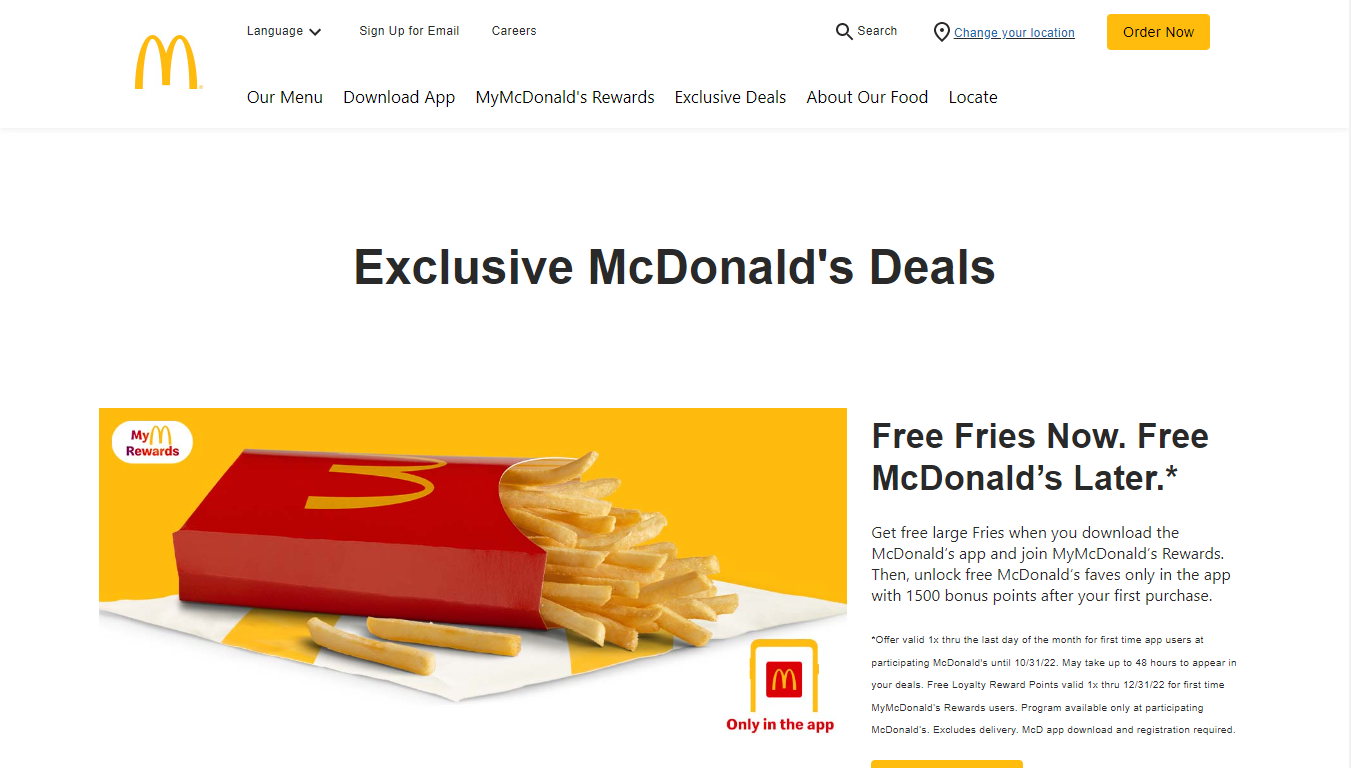 Language
Sign Up for Email
Careers
Search
Change your location
Order Now
Our Menu
Download App
MyMcDonald's Rewards
Exclusive Deals
About Our Food
Locate
Exclusive McDonald's Deals
My
Rewards
Only in the app
Free Fries Now. Free
McDonald’s Later.*
Get free large Fries when you download the
McDonald’s app and join MyMcDonald’s Rewards.
Then, unlock free McDonald’s faves only in the app
with 1500 bonus points after your first purchase.
*Offer valid 1x thru the last day of the month for first time app users at
participating McDonald's until 10/31/22. May take up to 48 hours to appear in
your deals. Free Loyalty Reward Points valid 1x thru 12/31/22 for first time
MyMcDonald's Rewards users. Program available only at participating
McDonald's. Excludes delivery. McD app download and registration required.